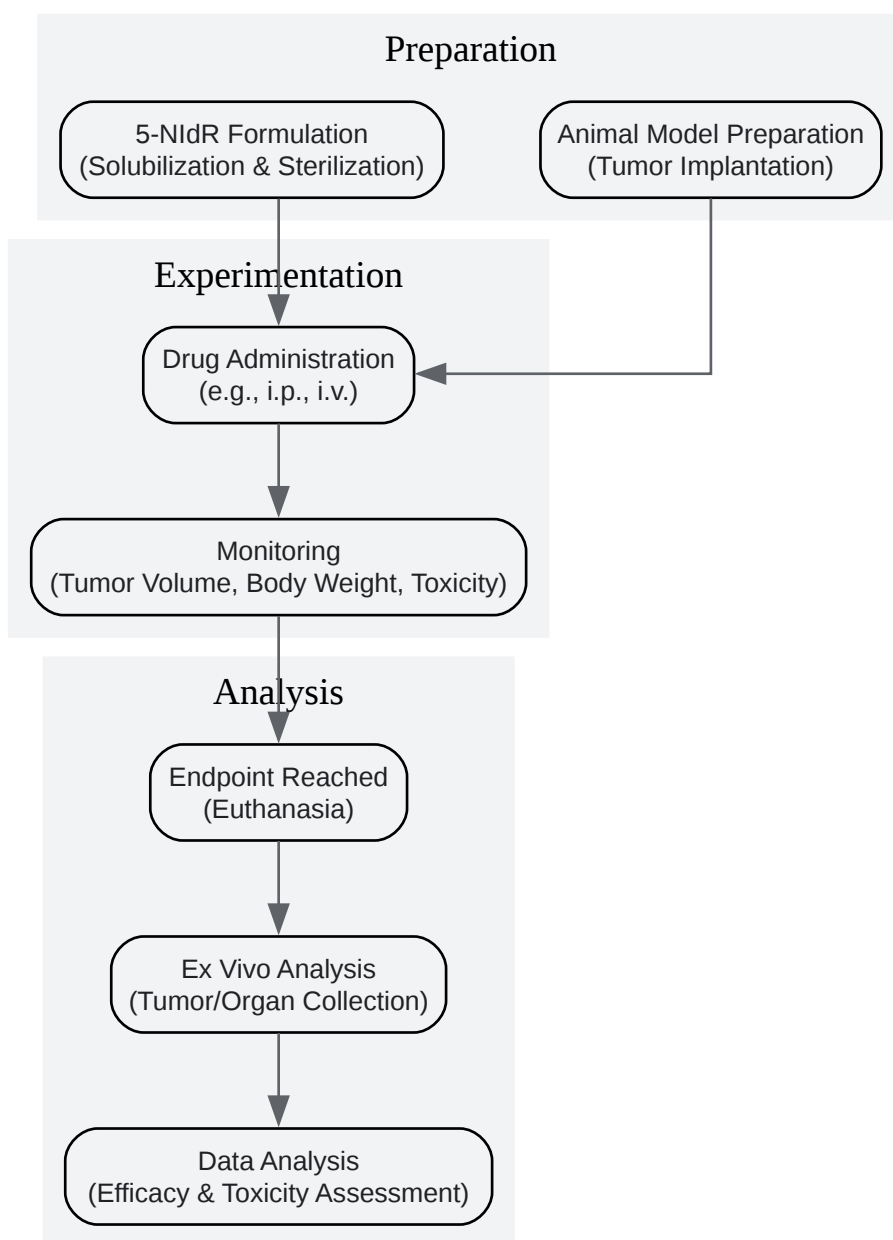 Preparation
5-NIdR Formulation
(Solubilization & Sterilization)
Animal Model Preparation
(Tumor Implantation)
Experimentation
Drug Administration
(e.g., i.p., i.v.)
Monitoring
(Tumor Volume, Body Weight, Toxicity)
Analysis
Endpoint Reached
(Euthanasia)
Ex Vivo Analysis
(Tumor/Organ Collection)
Data Analysis
(Efficacy & Toxicity Assessment)